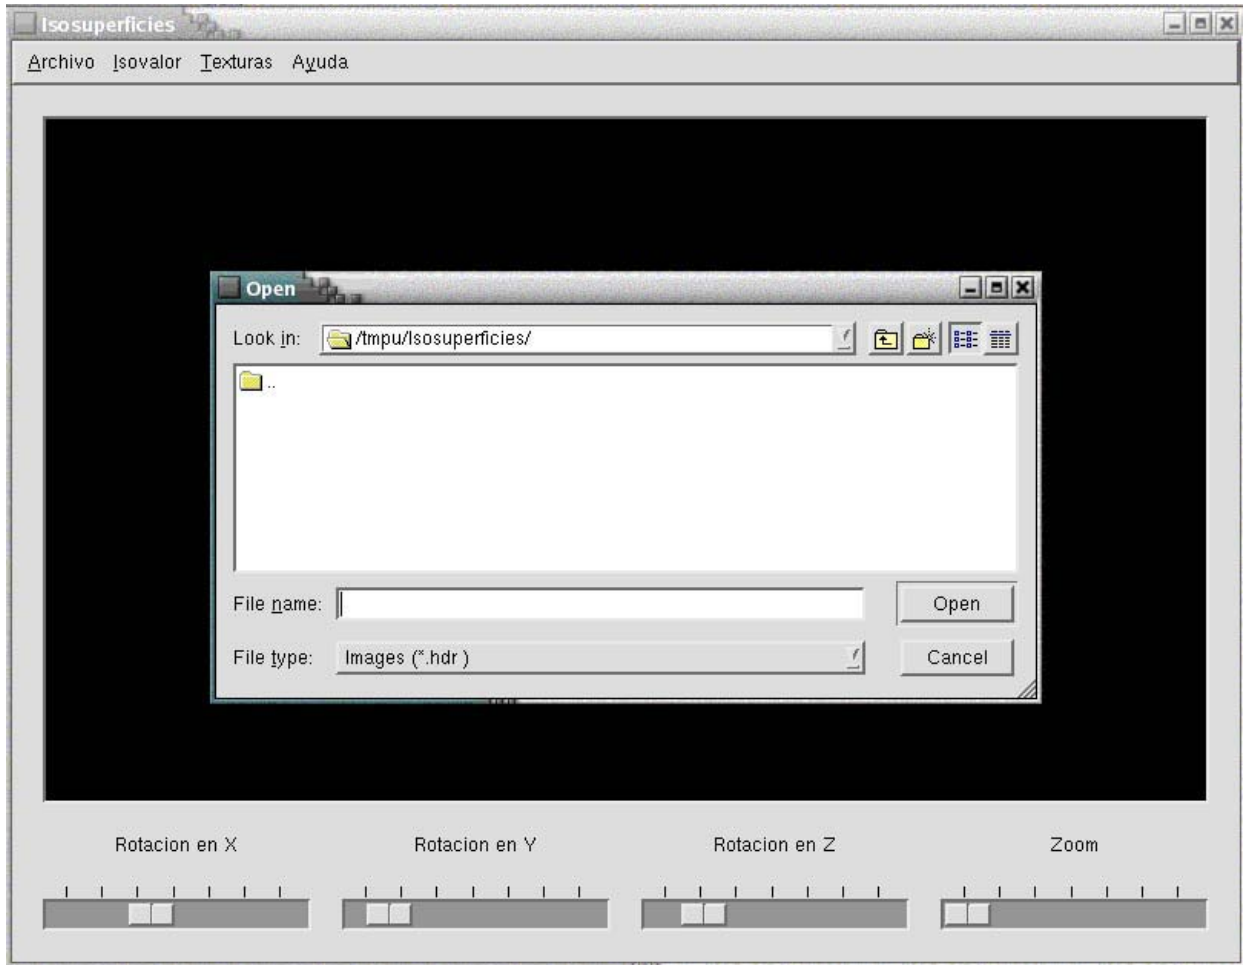 Isosuperficies
Archivo Isovalor Texturas Ayuda
Open
Look in: /tmpu/Isosuperficies/
..
File name: Open
File type: Images (*.hdr ) Cancel
Rotacion en X Rotacion en Y Rotacion en Z Zoom